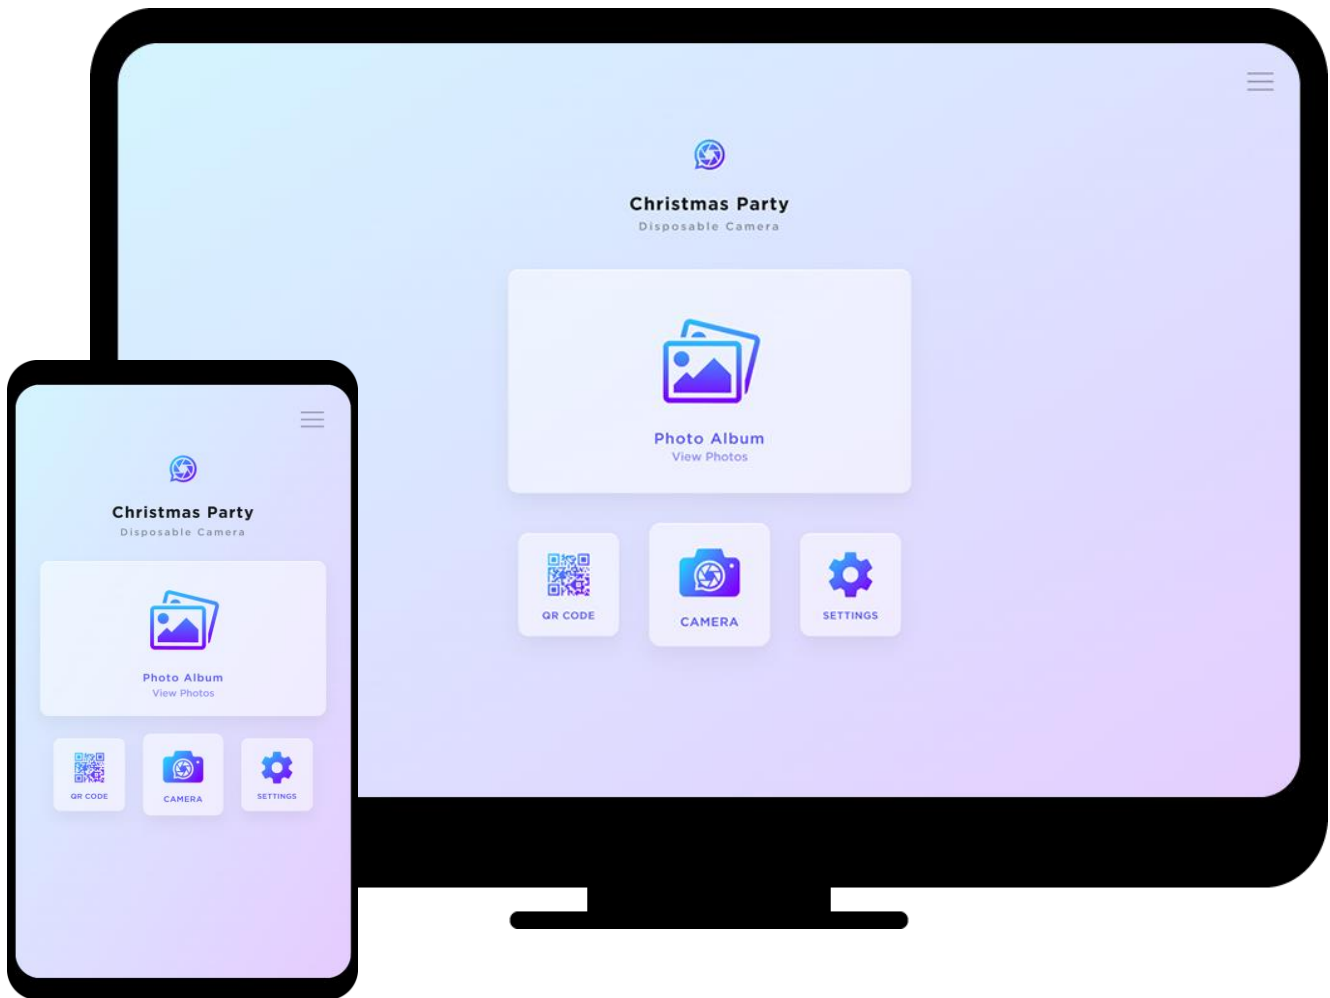 Christmas Party
Disposable Camera
Photo Album
View Photos
QR CODE
CAMERA
SETTINGS
Christmas Party
Disposable Camera
Photo Album
View Photos
QR CODE
CAMERA
SETTINGS